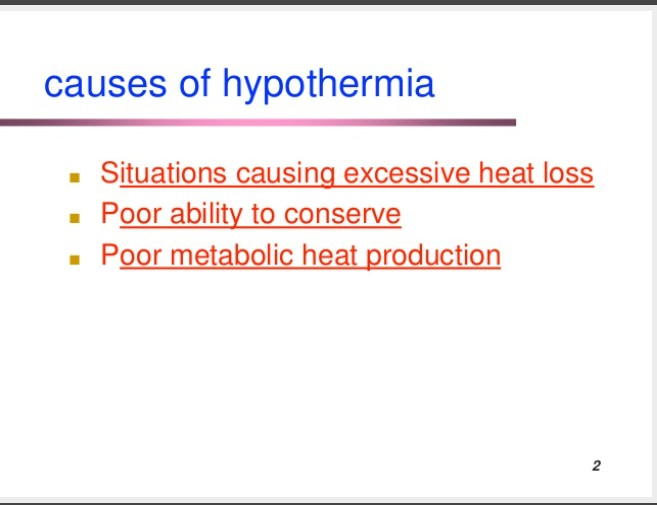 causes of hypothermia
Situations causing excessive heat loss
Poor ability to conserve
Poor metabolic heat production
2